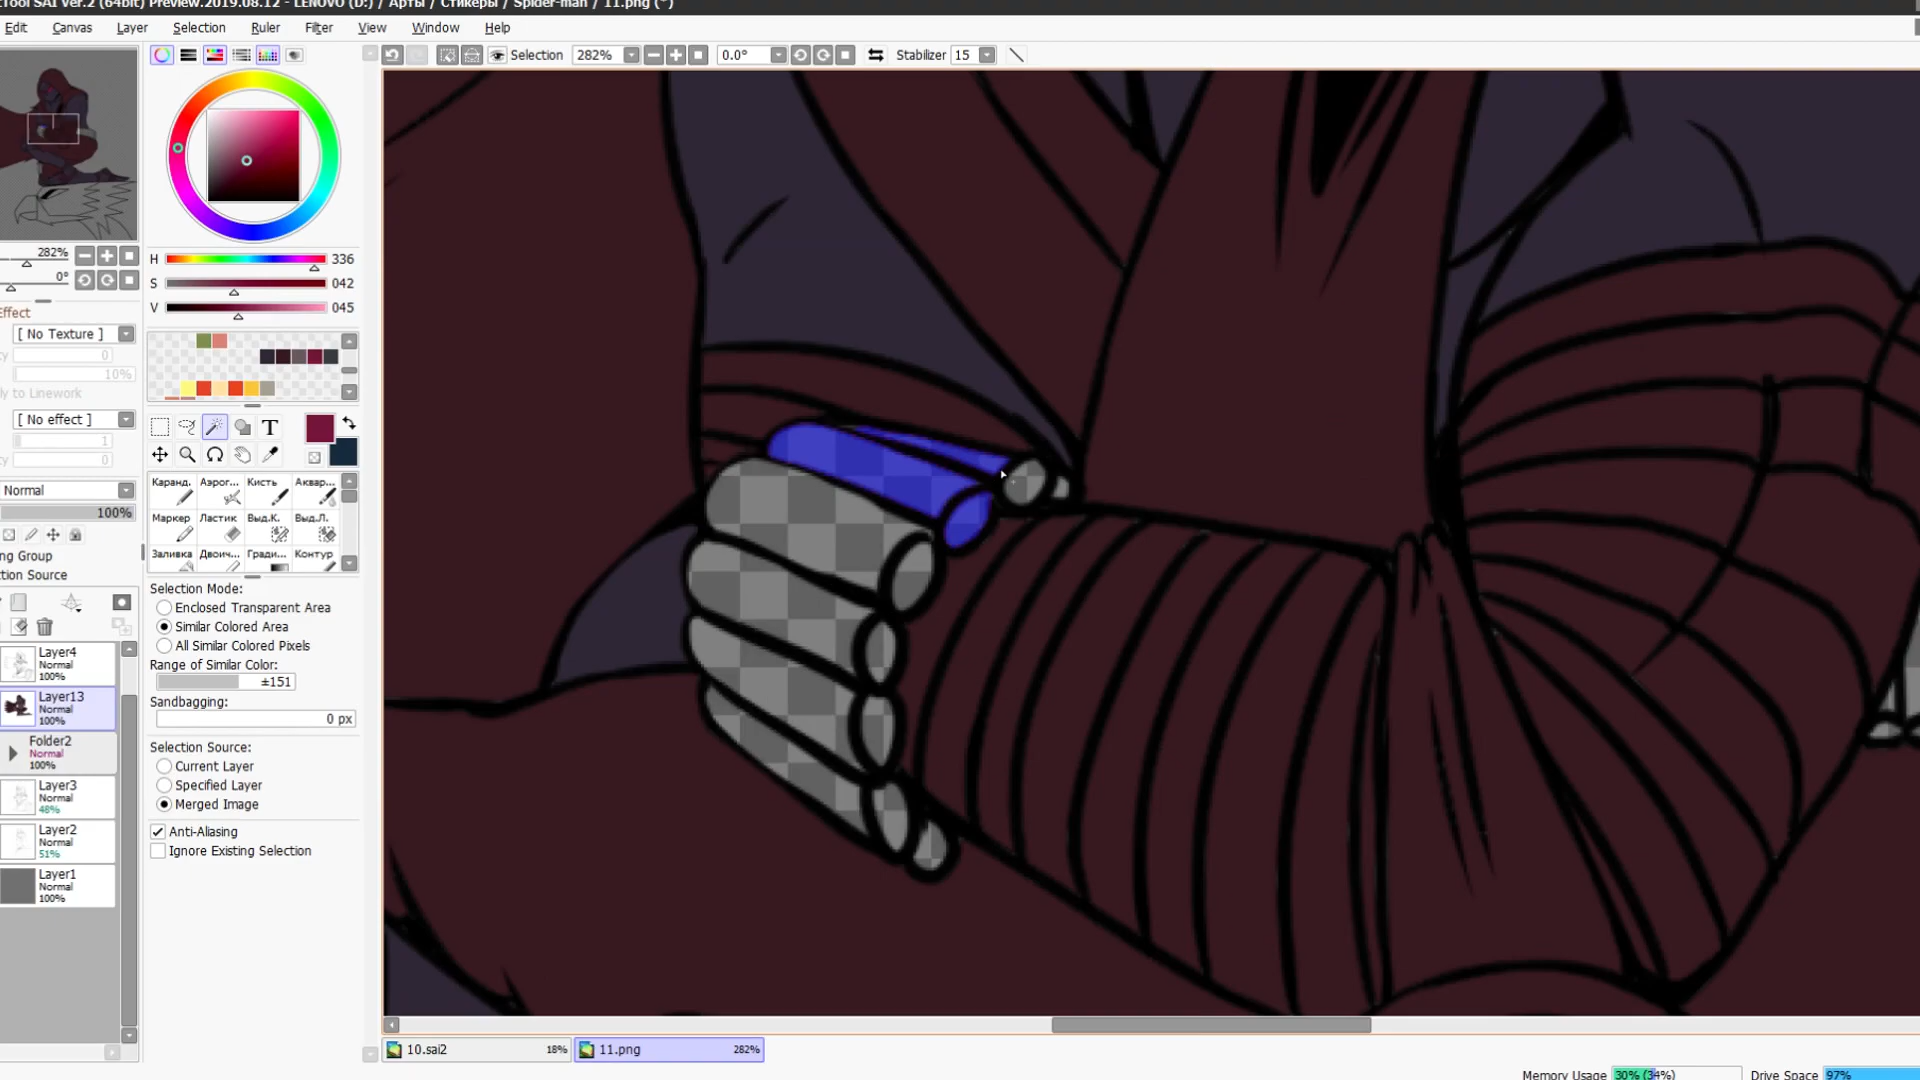 tTool SAI Ver.2 (64bit) Preview.2019.08.12 - LENOVO (D:) / Арты / Стикеры / Spider-man / 11.png (*)
Edit Canvas Layer Selection Ruler Filter View Window Help
Selection 282% 0.0° Stabilizer 15
282%
0°
H 336
S 042
V 045
Effect
[ No Texture ]
0
10%
ly to Linework
[ No effect ]
1
0
Normal
100%
ng Group
ction Source
T
Каранд. Аэрог... Кисть Аквар...
Маркер Ластик Выд.К. Выд.Л.
Заливка Двоич... Гради... Контур
Selection Mode:
Enclosed Transparent Area
Similar Colored Area
All Similar Colored Pixels
Range of Similar Color:
±151
Sandbagging:
0 px
Selection Source:
Current Layer
Specified Layer
Merged Image
Anti-Aliasing
Ignore Existing Selection
Layer4
Normal
100%
Layer13
Normal
100%
Folder2
Normal
100%
Layer3
Normal
48%
Layer2
Normal
51%
Layer1
Normal
100%
10.sai2 18% 11.png 282%
Memory Usage 30% (34%) Drive Space 97%